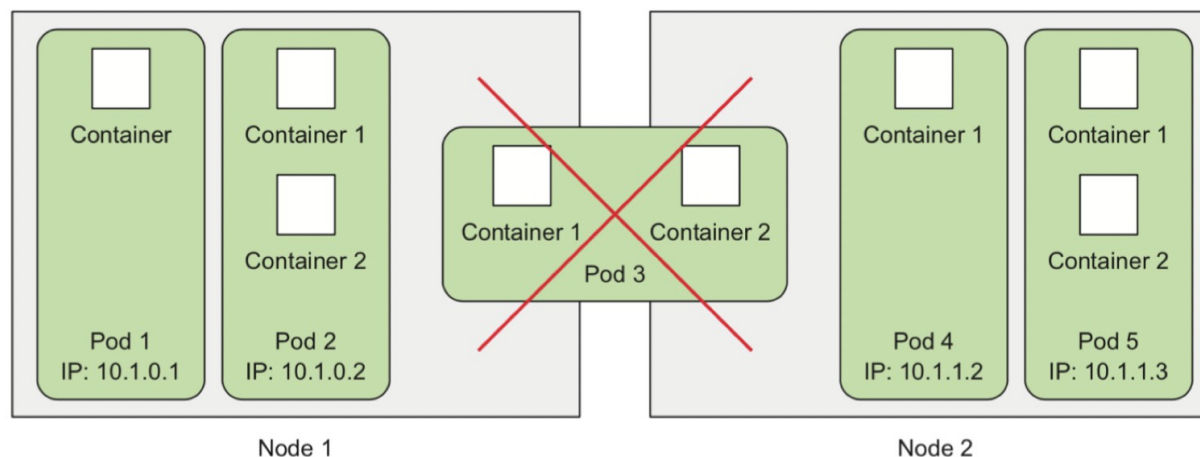 Container
Pod 1
IP: 10.1.0.1
Container 1
Container 2
Pod 2
IP: 10.1.0.2
Container 1
Container 2
Pod 3
Container 1
Pod 4
IP: 10.1.1.2
Container 1
Container 2
Pod 5
IP: 10.1.1.3
Node 1
Node 2